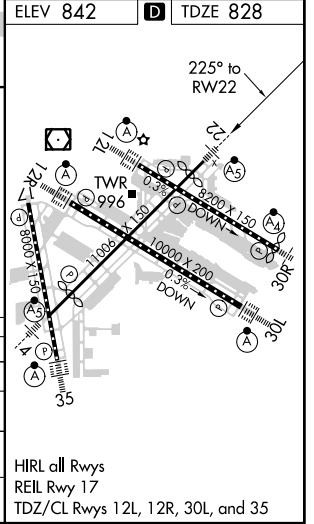 ELEV 842
D
TDZE 828
225° to
RW22
A
12L
22
A
A5
12R
P
P
TWR
996
0.3%
8200 X 150
DOWN
P
A4
P
P
30R
8000 X 150
11006 X 150
P
10000 X 200
0.3%
DOWN
P
A5
4
P
A
35
30L
A
HIRL all Rwys
REIL Rwy 17
TDZ/CL Rwys 12L, 12R, 30L, and 35